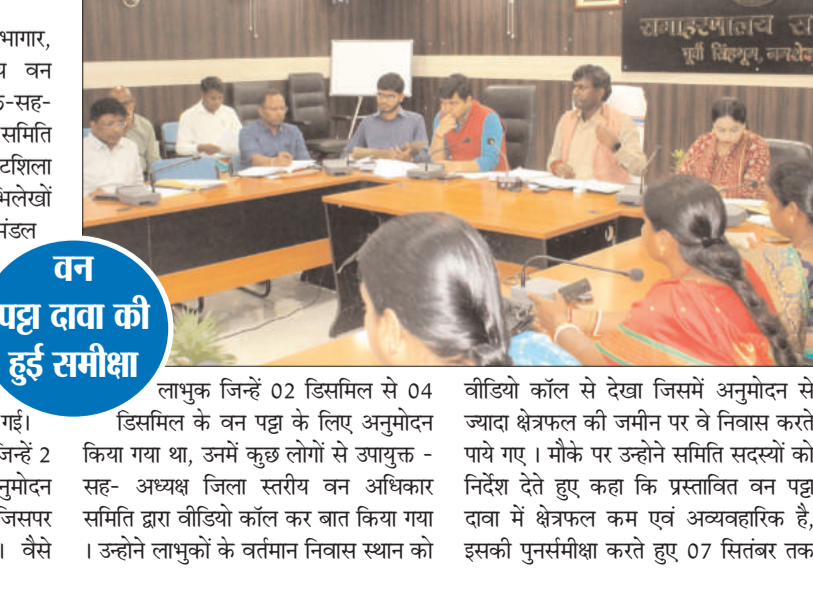 भागार,
वन
क-सह-
समिति
टशिला
भिलेखों
मंडल
वन
पट्टा दावा की
हुई समीक्षा
गई।
जिन्हें 2
नुमोदन
जिसपर
। वैसे
समाहरणालय स
पूर्वी सिंहभूम, जमशेद
लाभुक जिन्हें 02 डिसमिल से 04
डिसमिल के वन पट्टा के लिए अनुमोदन
किया गया था, उनमें कुछ लोगों से उपायुक्त -
सह- अध्यक्ष जिला स्तरीय वन अधिकार
समिति द्वारा वीडियो कॉल कर बात किया गया
। उन्होने लाभुकों के वर्तमान निवास स्थान को
वीडियो कॉल से देखा जिसमें अनुमोदन से
ज्यादा क्षेत्रफल की जमीन पर वे निवास करते
पाये गए । मौके पर उन्होने समिति सदस्यों को
निर्देश देते हुए कहा कि प्रस्तावित वन पट्टा
दावा में क्षेत्रफल कम एवं अव्यवहारिक है,
इसकी पुनर्समीक्षा करते हुए 07 सितंबर तक